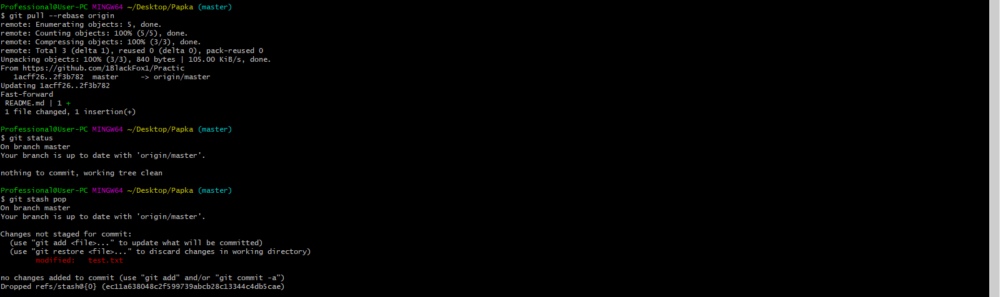 Professional@User-PC MINGW64 ~/Desktop/Papka (master)
$ git pull --rebase origin
remote: Enumerating objects: 5, done.
remote: Counting objects: 100% (5/5), done.
remote: Compressing objects: 100% (3/3), done.
remote: Total 3 (delta 1), reused 0 (delta 0), pack-reused 0
Unpacking objects: 100% (3/3), 840 bytes | 105.00 KiB/s, done.
From https://github.com/1BlackFox1/Practic
   1acff26..2f3b782  master     -> origin/master
Updating 1acff26..2f3b782
Fast-forward
 README.md | 1 +
 1 file changed, 1 insertion(+)

Professional@User-PC MINGW64 ~/Desktop/Papka (master)
$ git status
On branch master
Your branch is up to date with 'origin/master'.

nothing to commit, working tree clean

Professional@User-PC MINGW64 ~/Desktop/Papka (master)
$ git stash pop
On branch master
Your branch is up to date with 'origin/master'.

Changes not staged for commit:
  (use "git add <file>..." to update what will be committed)
  (use "git restore <file>..." to discard changes in working directory)
        modified:   test.txt

no changes added to commit (use "git add" and/or "git commit -a")
Dropped refs/stash@{0} (ec11a638048c2f599739abcb28c13344c4db5cae)